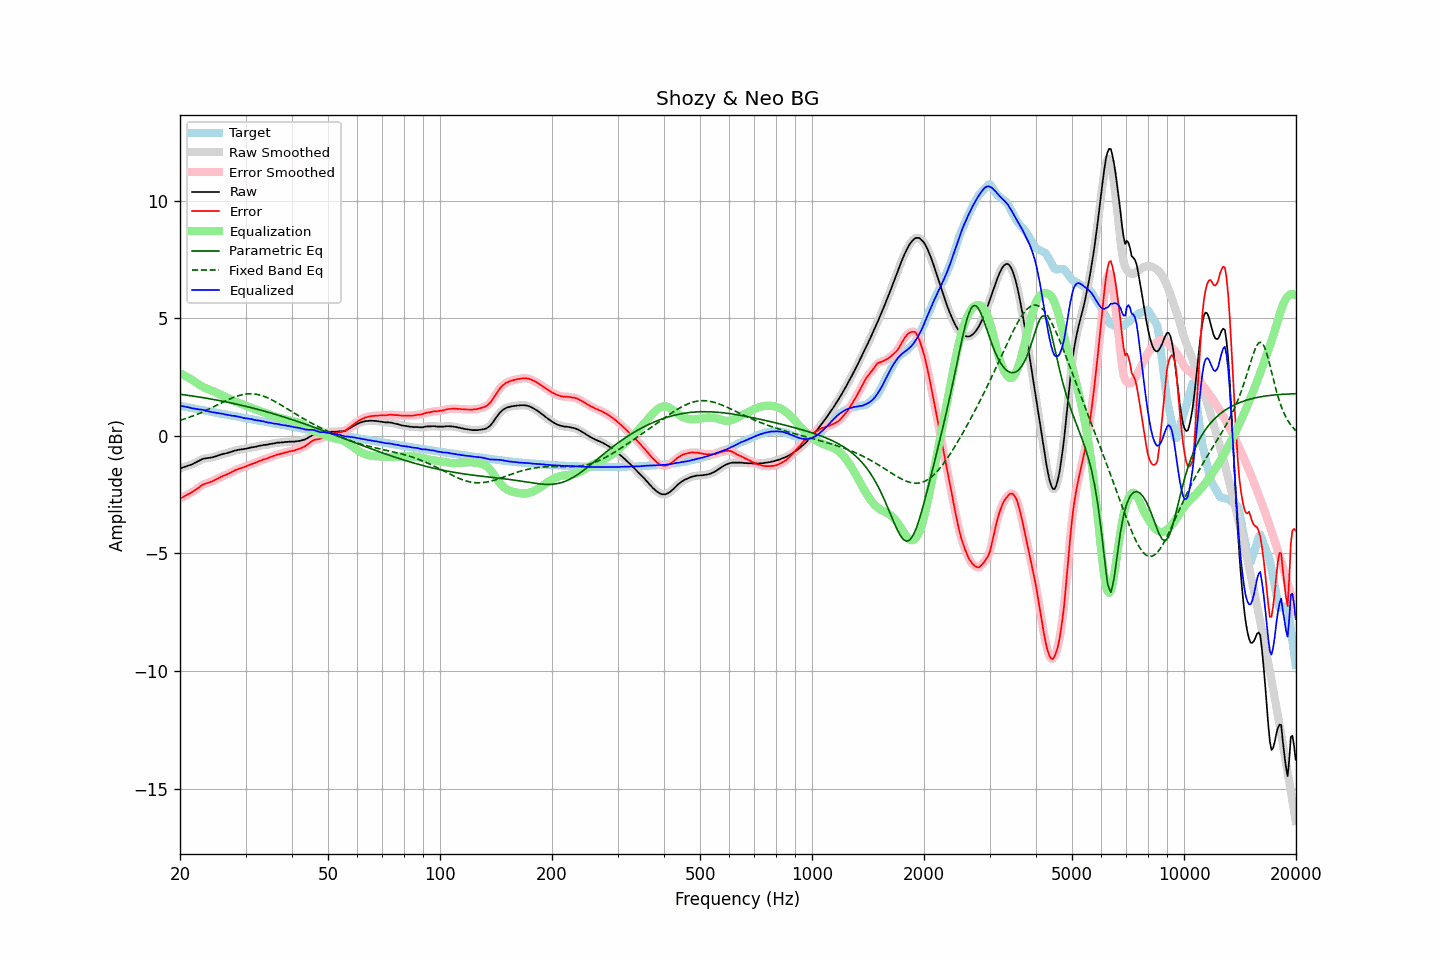 Shozy & Neo BG
Target
Raw Smoothed
Error Smoothed
Raw
Error
Equalization
Parametric Eq
Fixed Band Eq
Equalized
Amplitude (dBr)
10
5
0
−5
−10
−15
20 50 100 200 500 1000 2000 5000 10000 20000
Frequency (Hz)